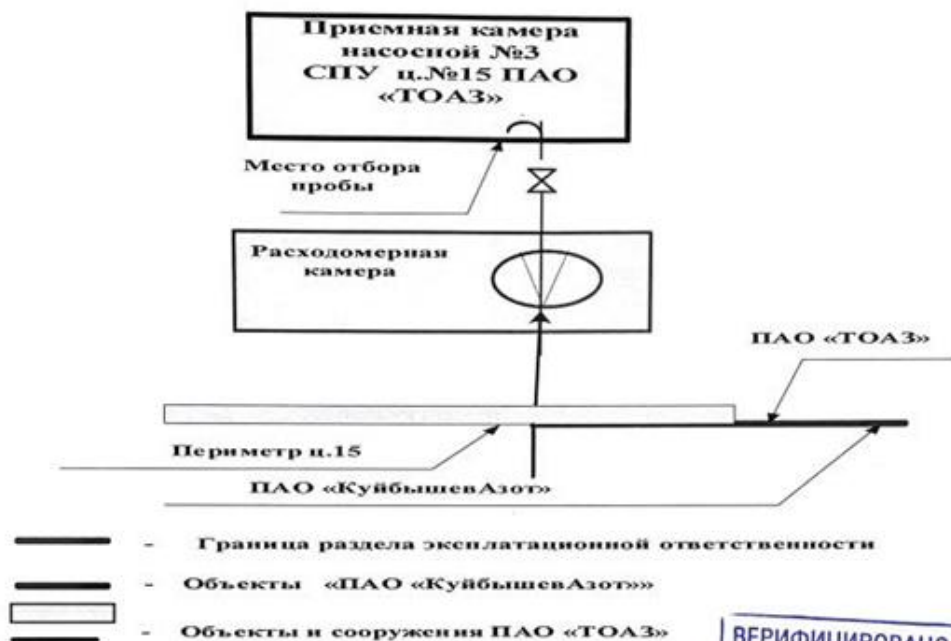 Приемная камера
насосной №3
СПУ ц.№15 ПАО
«ТОАЗ»
Место отбора
пробы
Расходомерная
камера
ПАО «ТОАЗ»
Периметр ц.15
ПАО «КуйбышевАзот»
- Граница раздела эксплатационной ответственности
- Объекты «ПАО «КуйбышевАзот»»
- Объекты и сооружения ПАО «ТОАЗ»